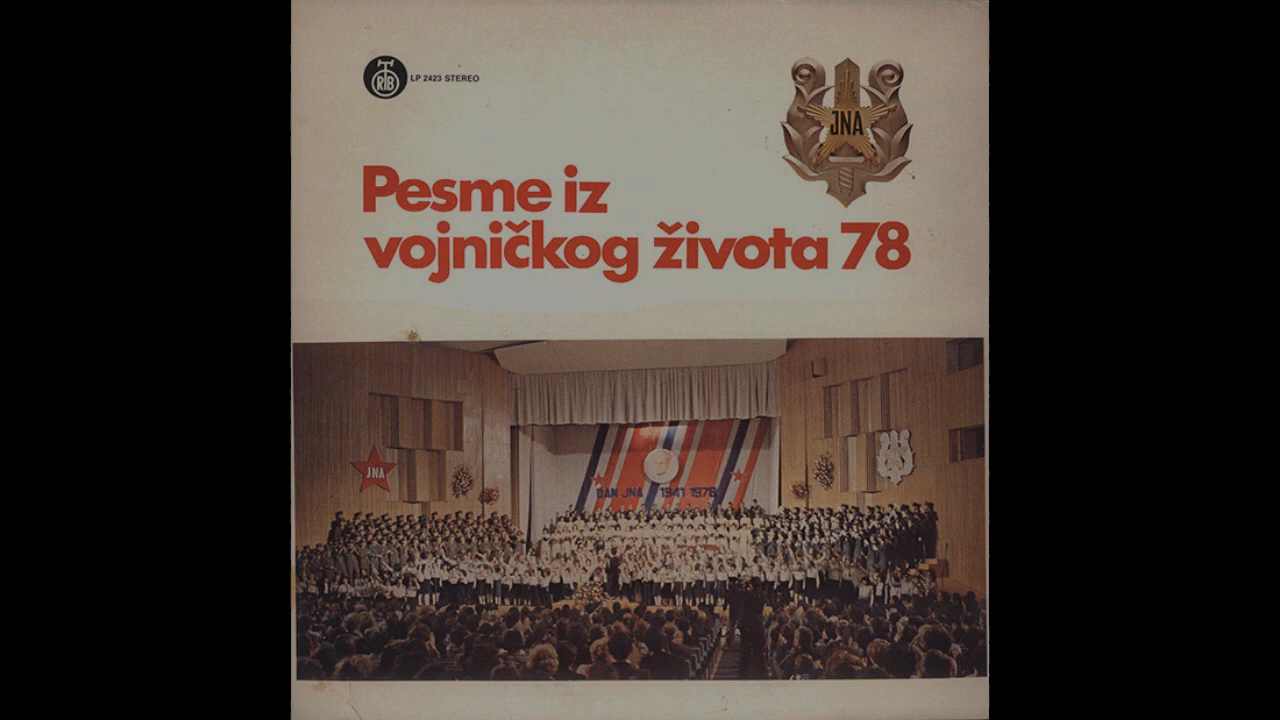 RTB
LP 2423 STEREO
JNA
Pesme iz
vojničkog života 78
JNA
DAN JNA 1941 1978